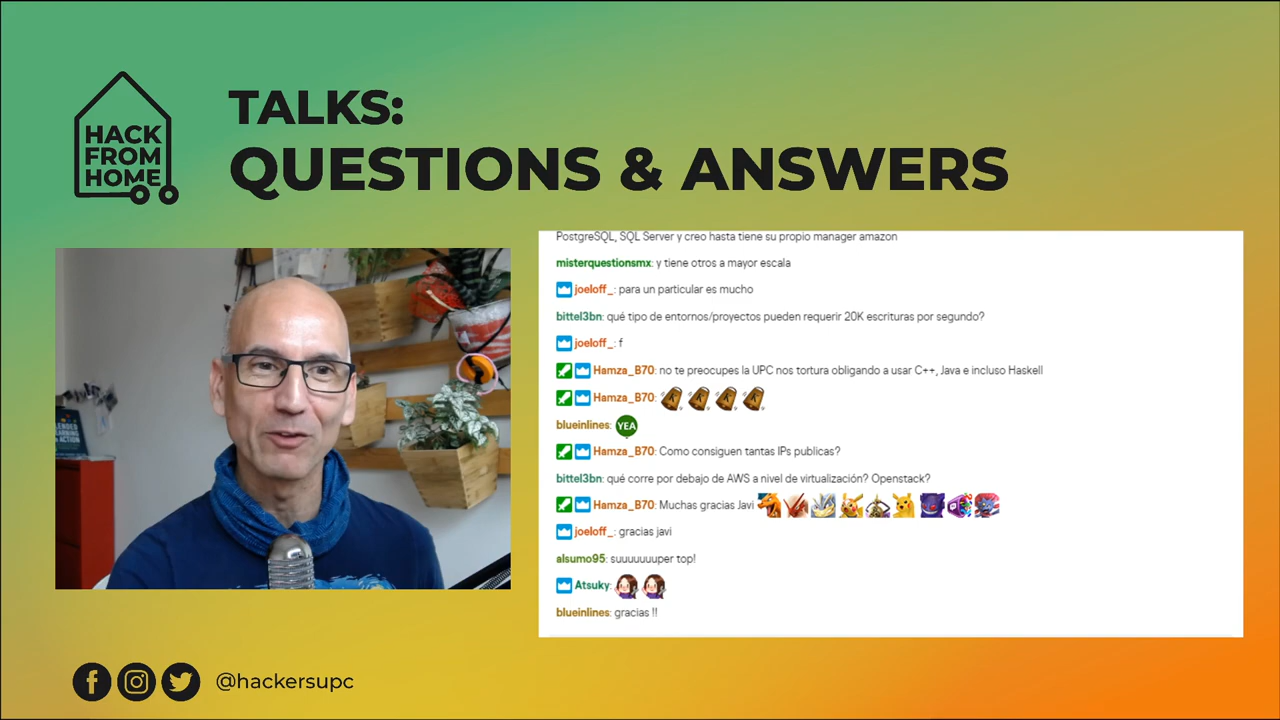 HACK
FROM
HOME
TALKS:
QUESTIONS & ANSWERS
PostgreSQL, SQL Server y creo hasta tiene su propio manager amazon
misterquestionsmx: y tiene otros a mayor escala
joeloff_: para un particular es mucho
bittel3bn: qué tipo de entornos/proyectos pueden requerir 20K escrituras por segundo?
joeloff_: f
Hamza_B70: no te preocupes la UPC nos tortura obligando a usar C++, Java e incluso Haskell
Hamza_B70:
blueinlines: YEA
Hamza_B70: Como consiguen tantas IPs publicas?
bittel3bn: qué corre por debajo de AWS a nivel de virtualización? Openstack?
Hamza_B70: Muchas gracias Javi
joeloff_: gracias javi
alsumo95: suuuuuuuper top!
Atsuky:
blueinlines: gracias !!
@hackersupc